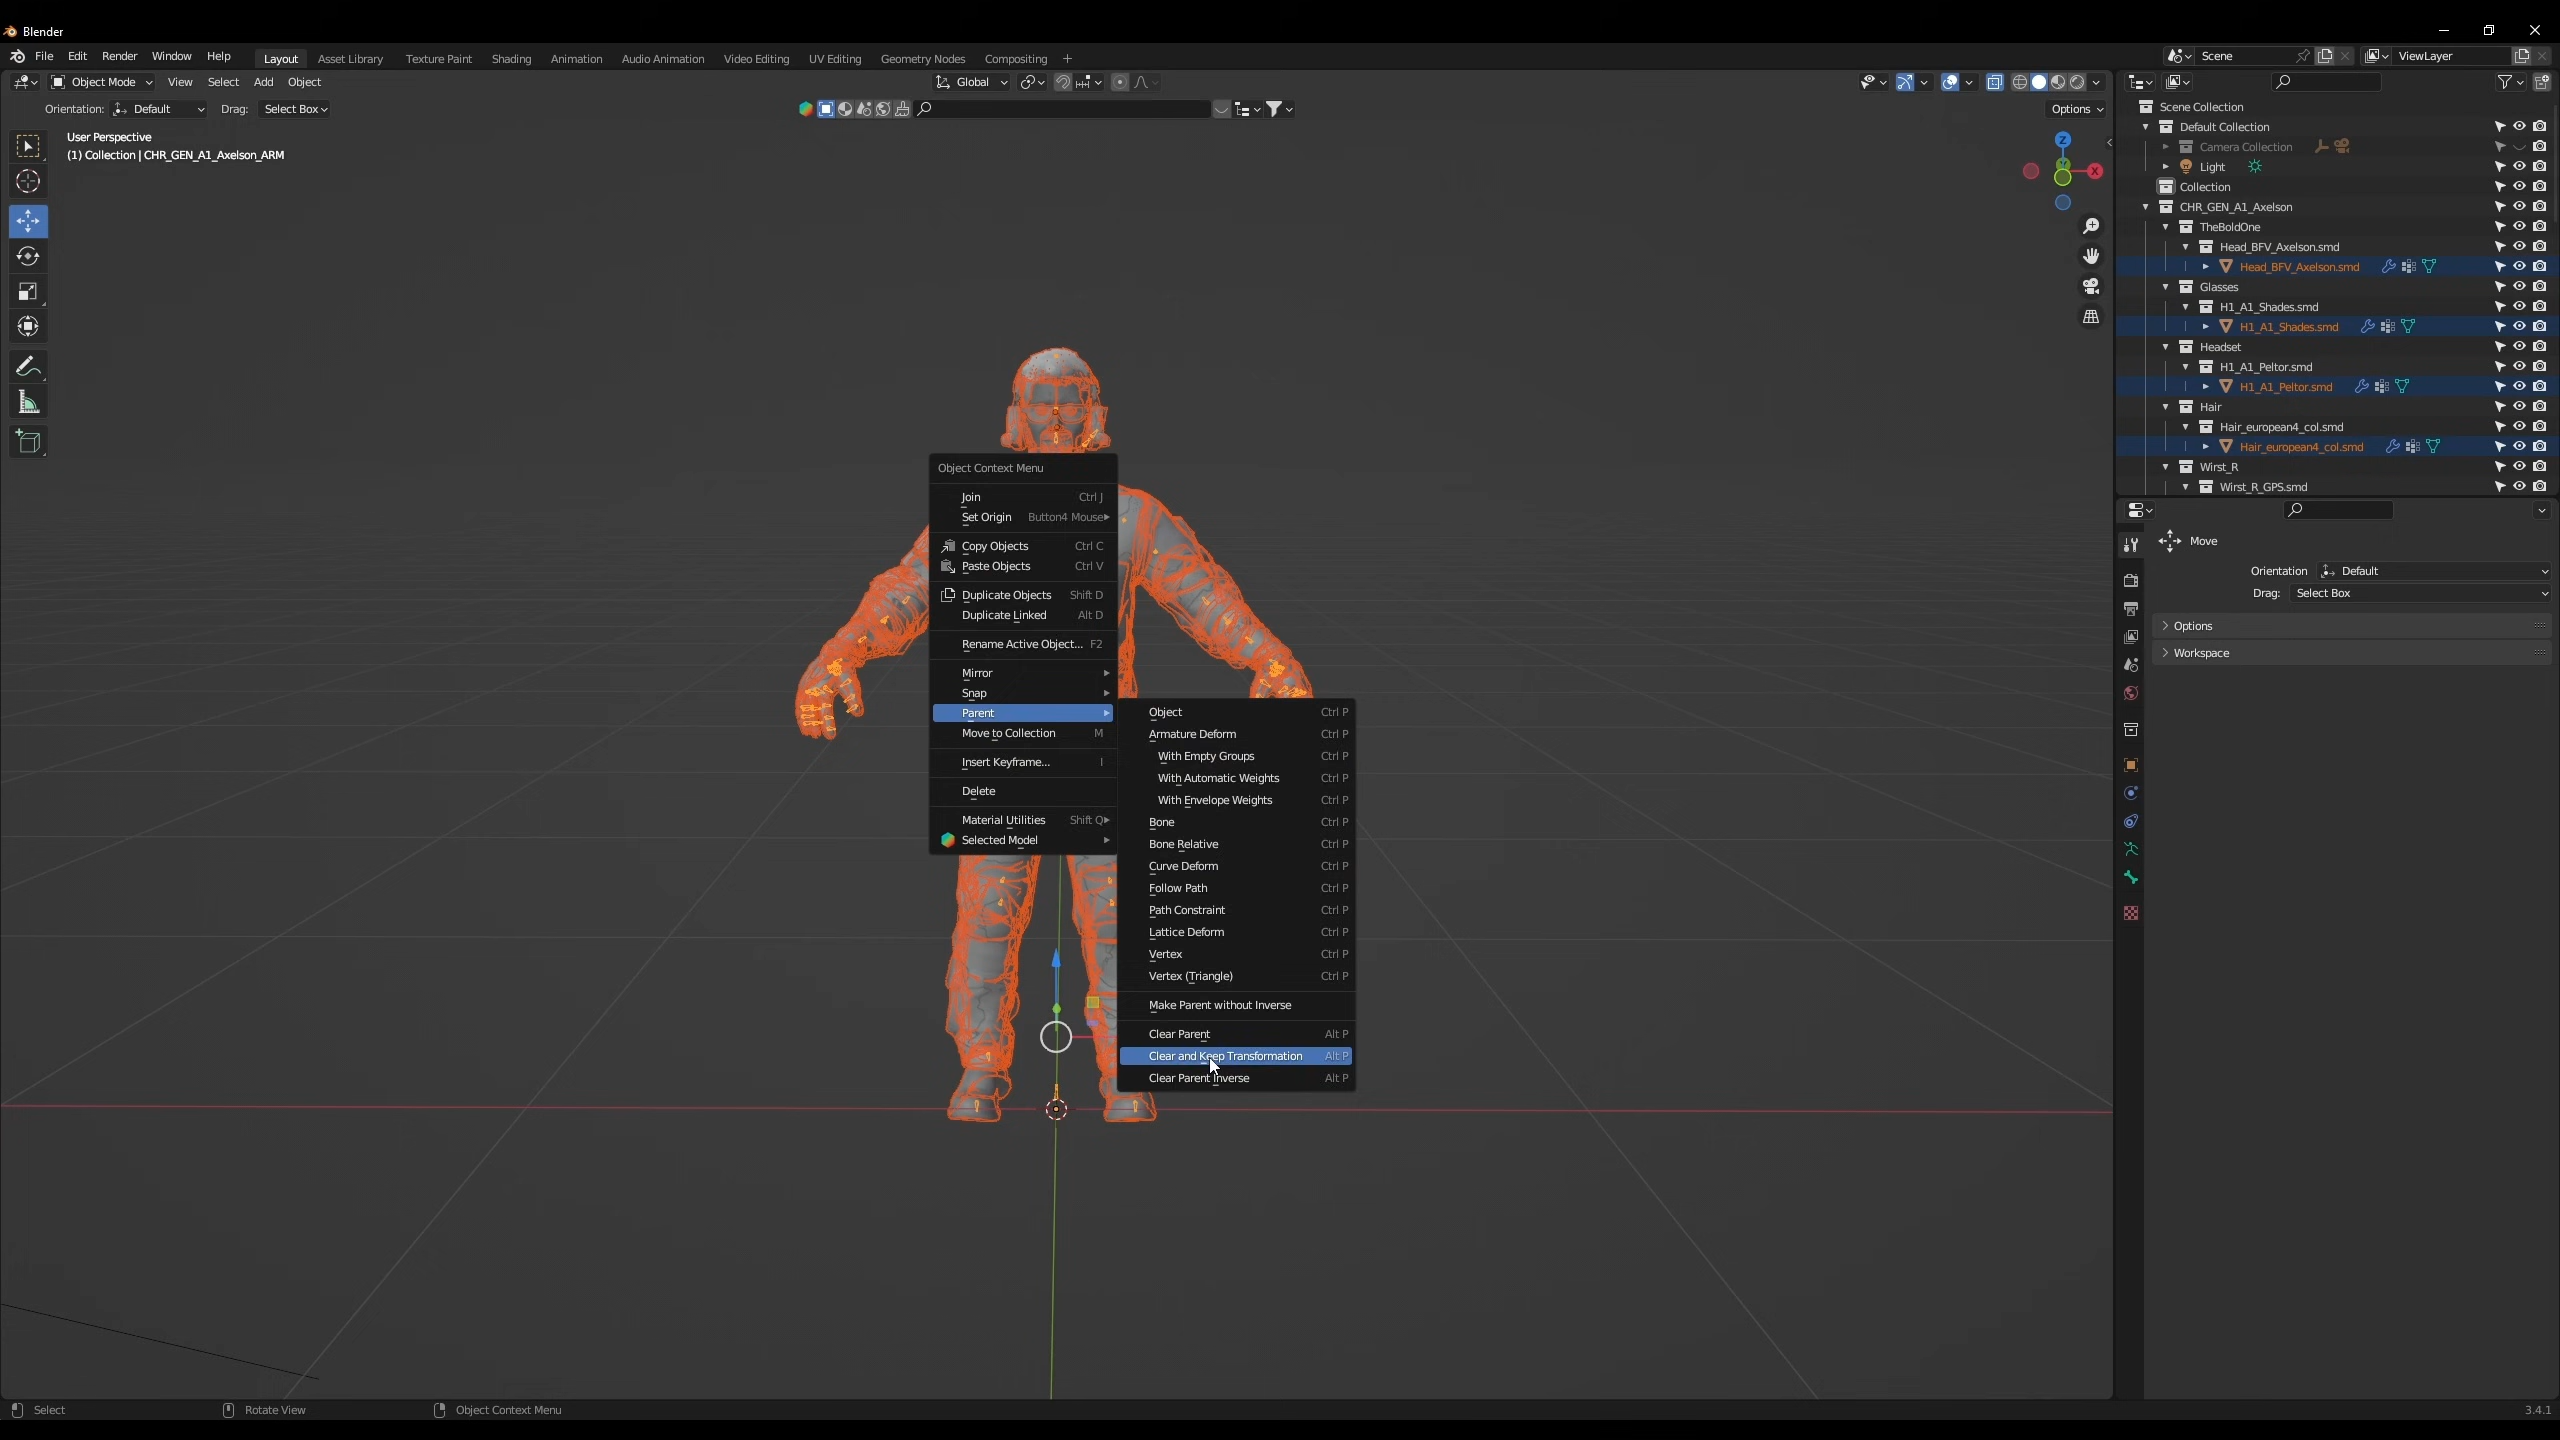 Blender
File Edit Render Window Help Layout Asset Library Texture Paint Shading Animation Audio Animation Video Editing UV Editing Geometry Nodes Compositing + Scene ViewLayer
Object Mode View Select Add Object Global
Orientation: Default Drag: Select Box Options
User Perspective
(1) Collection | CHR_GEN_A1_Axelson_ARM
Z
X
Object Context Menu
Join Ctrl J
Set Origin Button4 Mouse
Copy Objects Ctrl C
Paste Objects Ctrl V
Duplicate Objects Shift D
Duplicate Linked Alt D
Rename Active Object... F2
Mirror
Snap
Parent
Move to Collection M
Insert Keyframe... I
Delete
Material Utilities Shift Q
Selected Model
Object Ctrl P
Armature Deform Ctrl P
With Empty Groups Ctrl P
With Automatic Weights Ctrl P
With Envelope Weights Ctrl P
Bone Ctrl P
Bone Relative Ctrl P
Curve Deform Ctrl P
Follow Path Ctrl P
Path Constraint Ctrl P
Lattice Deform Ctrl P
Vertex Ctrl P
Vertex (Triangle) Ctrl P
Make Parent without Inverse
Clear Parent Alt P
Clear and Keep Transformation Alt P
Clear Parent Inverse Alt P
Scene Collection
Default Collection
Camera Collection
Light
Collection
CHR_GEN_A1_Axelson
TheBoldOne
Head_BFV_Axelson.smd
Head_BFV_Axelson.smd
Glasses
H1_A1_Shades.smd
H1_A1_Shades.smd
Headset
H1_A1_Peltor.smd
H1_A1_Peltor.smd
Hair
Hair_european4_col.smd
Hair_european4_col.smd
Wirst_R
Wirst_R_GPS.smd
Move
Orientation Default
Drag: Select Box
Options
Workspace
Select Rotate View Object Context Menu 3.4.1